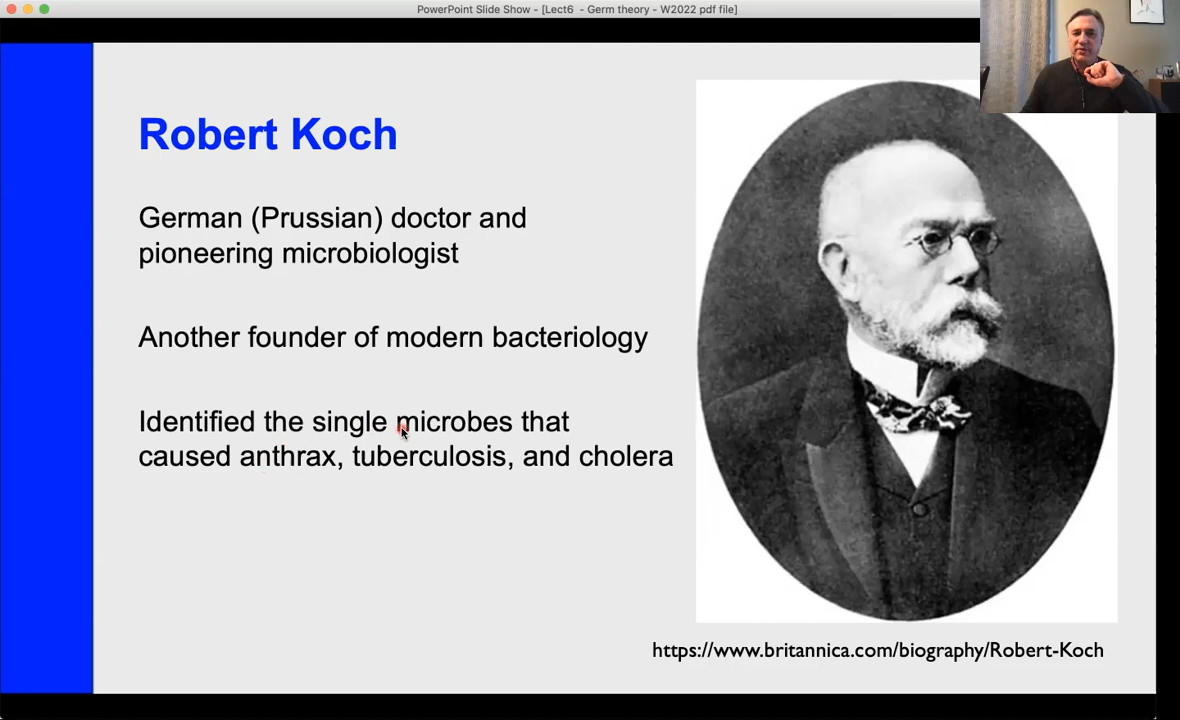 PowerPoint Slide Show - [Lect6 - Germ theory - W2022 pdf file]
Robert Koch
German (Prussian) doctor and
pioneering microbiologist
Another founder of modern bacteriology
Identified the single microbes that
caused anthrax, tuberculosis, and cholera
https://www.britannica.com/biography/Robert-Koch